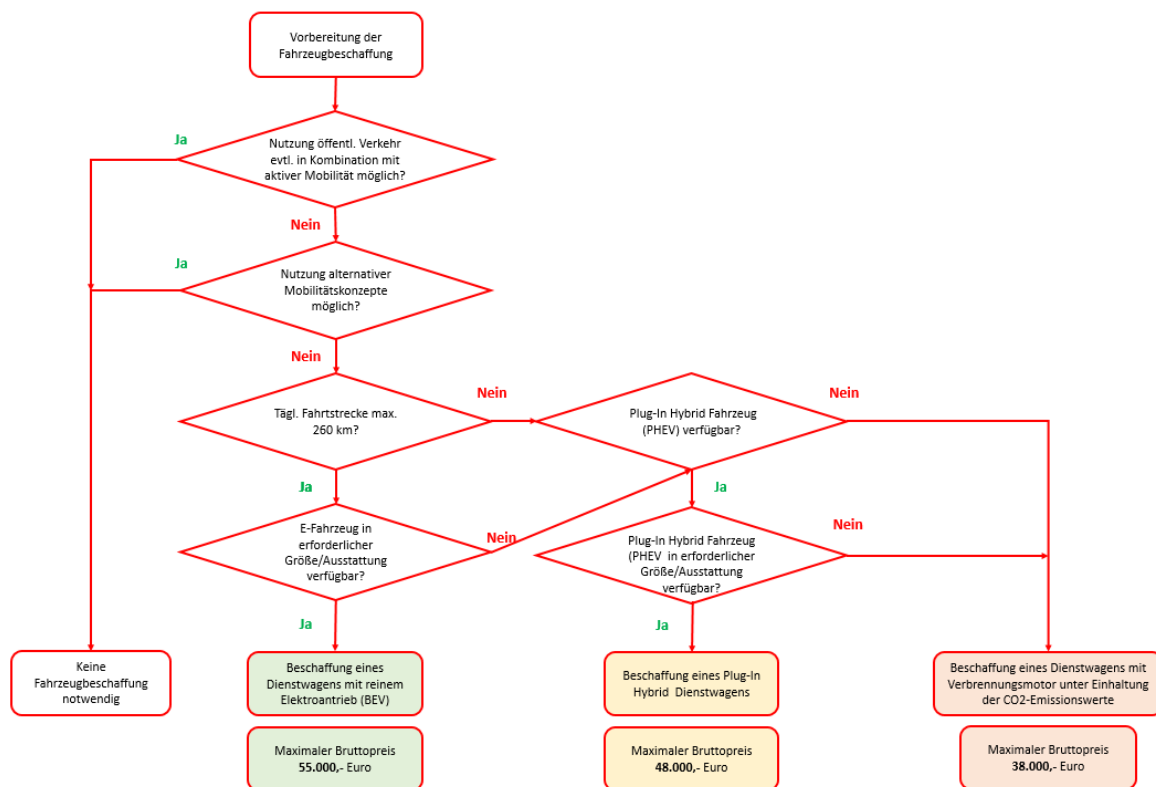 Vorbereitung der
Fahrzeugbeschaffung
Ja
Nutzung öffentl. Verkehr
evtl. in Kombination mit
aktiver Mobilität möglich?
Nein
Ja
Nutzung alternativer
Mobilitätskonzepte
möglich?
Nein
Tägl. Fahrtstrecke max.
260 km?
Nein
Plug-In Hybrid Fahrzeug
(PHEV) verfügbar?
Nein
Ja
E-Fahrzeug in
erforderlicher
Größe/Ausstattung
verfügbar?
Nein
Ja
Plug-In Hybrid Fahrzeug
(PHEV in erforderlicher
Größe/Ausstattung
verfügbar?
Nein
Ja
Ja
Keine
Fahrzeugbeschaffung
notwendig
Beschaffung eines
Dienstwagens mit reinem
Elektroantrieb (BEV)
Beschaffung eines Plug-In
Hybrid Dienstwagens
Beschaffung eines Dienstwagens mit
Verbrennungsmotor unter Einhaltung
der CO2-Emissionswerte
Maximaler Bruttopreis
55.000,- Euro
Maximaler Bruttopreis
48.000,- Euro
Maximaler Bruttopreis
38.000,- Euro